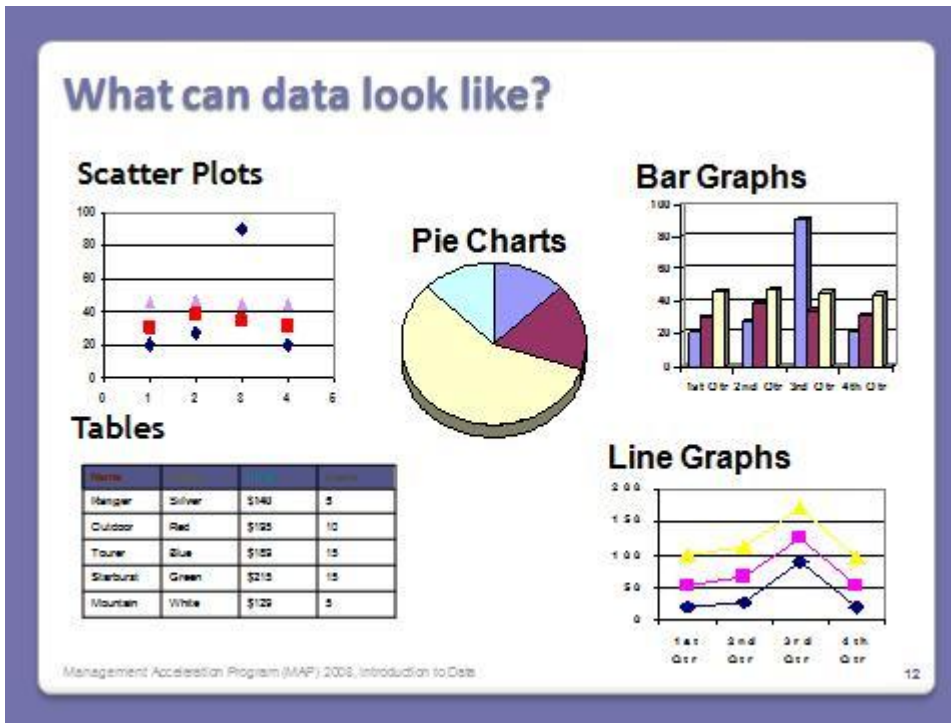 What can data look like?
Scatter Plots
100
80
60
40
20
0
0 1 2 3 4 5
Pie Charts
Bar Graphs
100
80
60
40
20
0
1st Qtr 2nd Qtr 3rd Qtr 4th Qtr
Tables
Name
Ranger Silver $140 5
Outdoor Red $195 10
Tourer Blue $189 15
Starburst Green $215 15
Mountain White $129 5
Line Graphs
200
150
100
50
0
1st 2nd 3rd 4th
Qtr Qtr Qtr Qtr
Management Acceleration Program (MAP) 2008, Introduction to Data
12